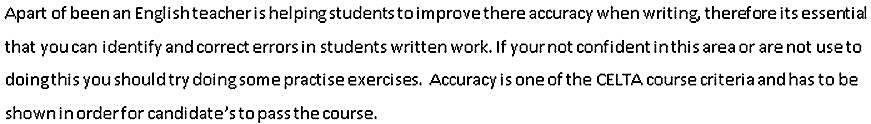 Apart of been an English teacher is helping students to improve there accuracy when writing, therefore its essential
that you can identify and correct errors in students written work. If your not confident in this area or are not use to
doing this you should try doing some practise exercises. Accuracy is one of the CELTA course criteria and has to be
shown in order for candidate's to pass the course.